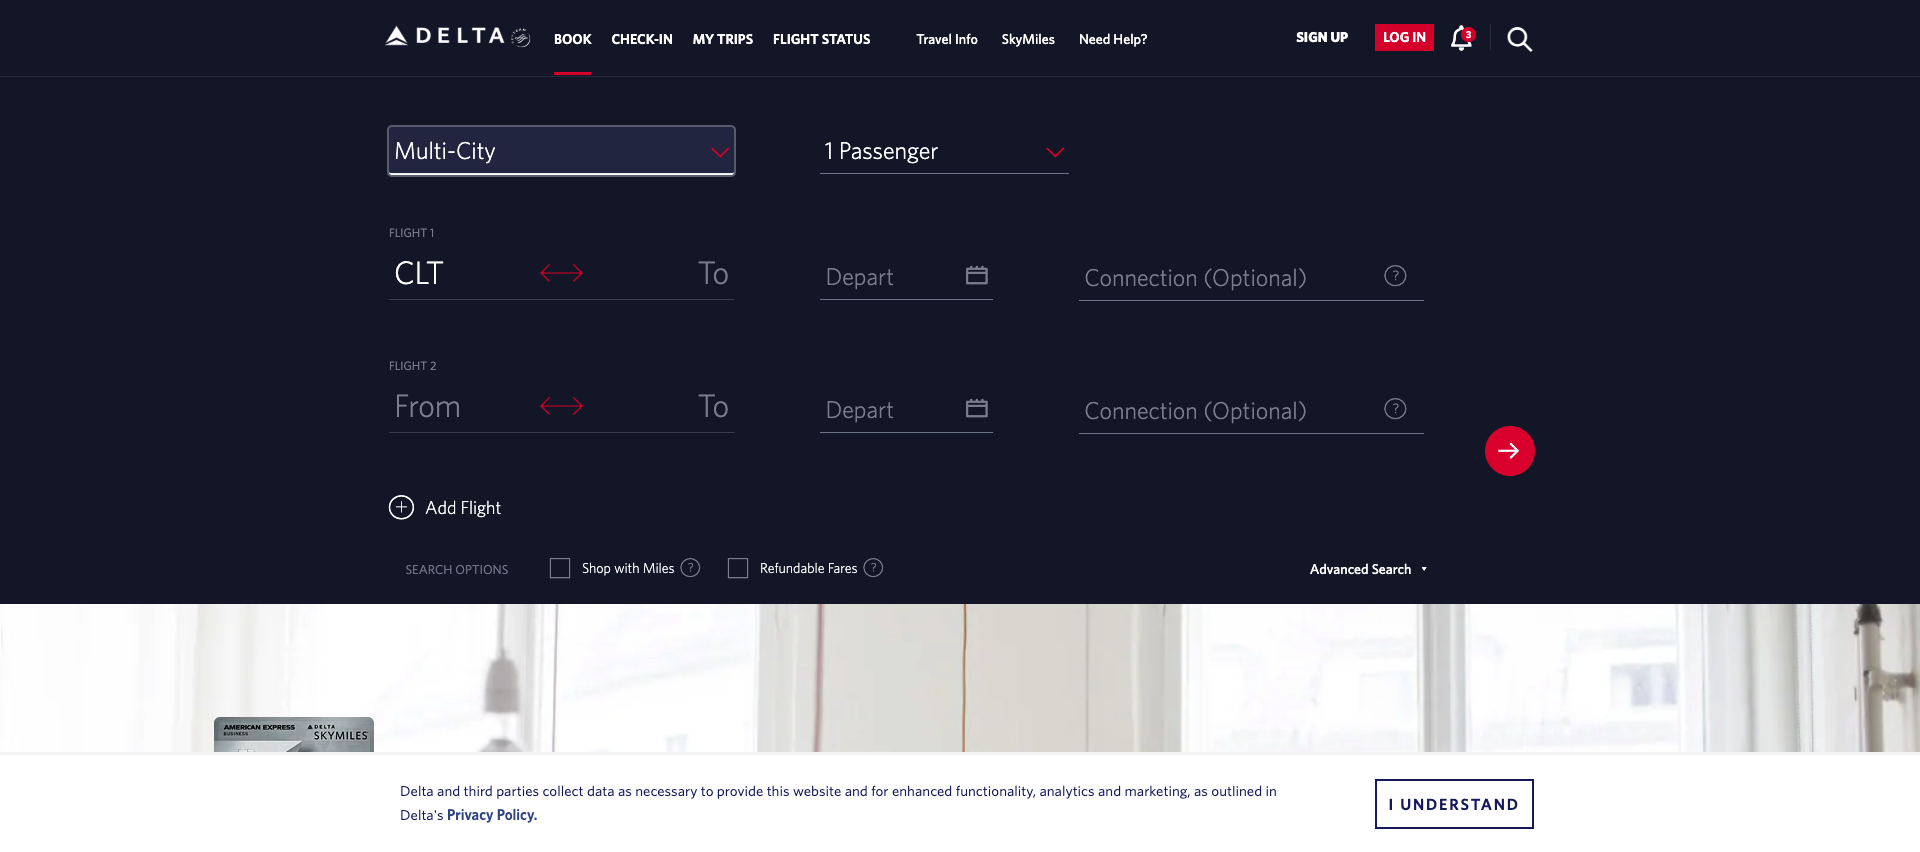 DELTA
BOOK CHECK-IN MY TRIPS FLIGHT STATUS Travel Info SkyMiles Need Help? SIGN UP LOG IN 3
Multi-City 1 Passenger
FLIGHT 1
CLT To Depart Connection (Optional) ?
FLIGHT 2
From To Depart Connection (Optional) ?
Add Flight
SEARCH OPTIONS Shop with Miles ? Refundable Fares ? Advanced Search
AMERICAN EXPRESS DELTA
BUSINESS SKYMILES
Delta and third parties collect data as necessary to provide this website and for enhanced functionality, analytics and marketing, as outlined in
Delta's Privacy Policy.
I UNDERSTAND